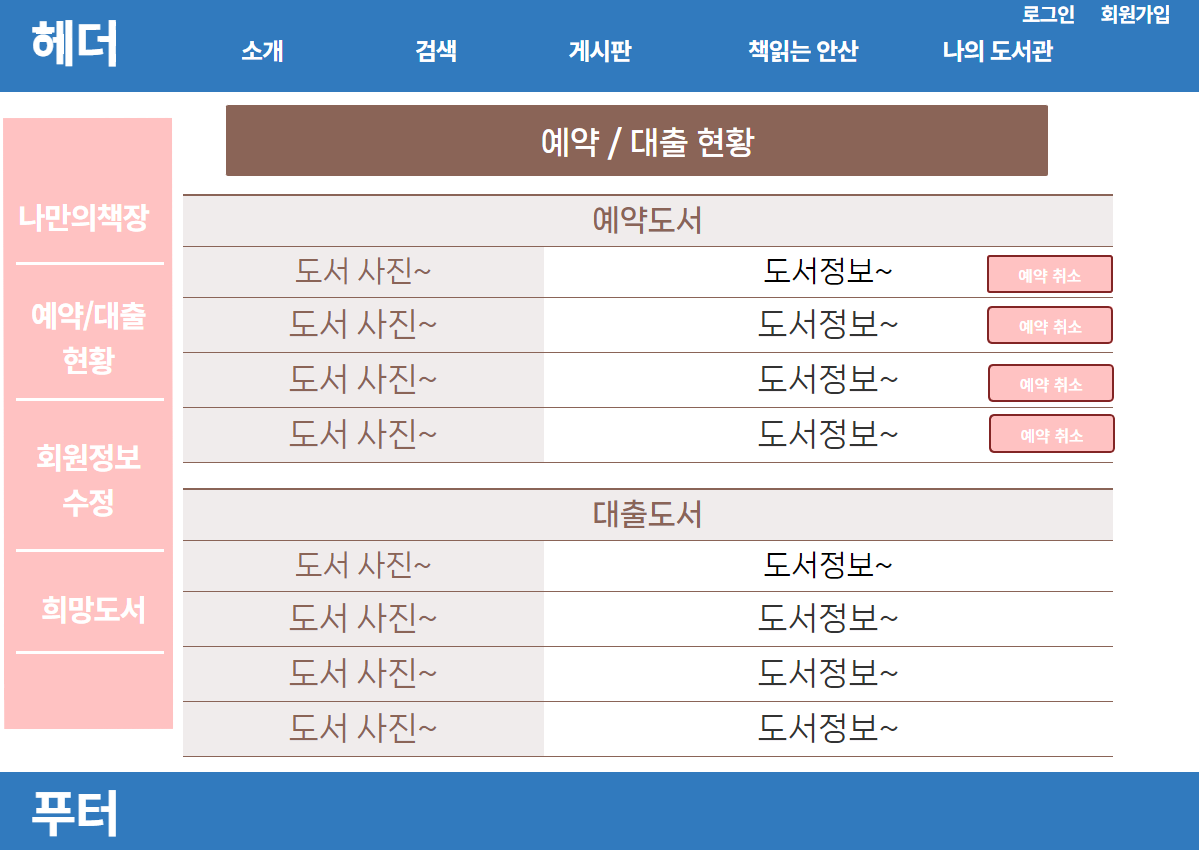 로그인 회원가입
헤더
소개 검색 게시판 책읽는 안산 나의 도서관
예약 / 대출 현황
나만의책장
예약/대출
현황
회원정보
수정
희망도서
예약도서
도서 사진~ 도서정보~ 예약 취소
도서 사진~ 도서정보~ 예약 취소
도서 사진~ 도서정보~ 예약 취소
도서 사진~ 도서정보~ 예약 취소
대출도서
도서 사진~ 도서정보~
도서 사진~ 도서정보~
도서 사진~ 도서정보~
도서 사진~ 도서정보~
푸터